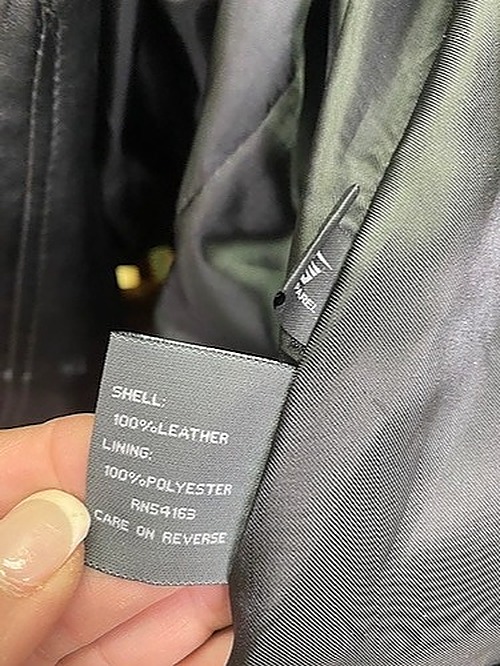 SHELL:
100%LEATHER
LINING:
100%POLYESTER
RN54163
CARE ON REVERSE